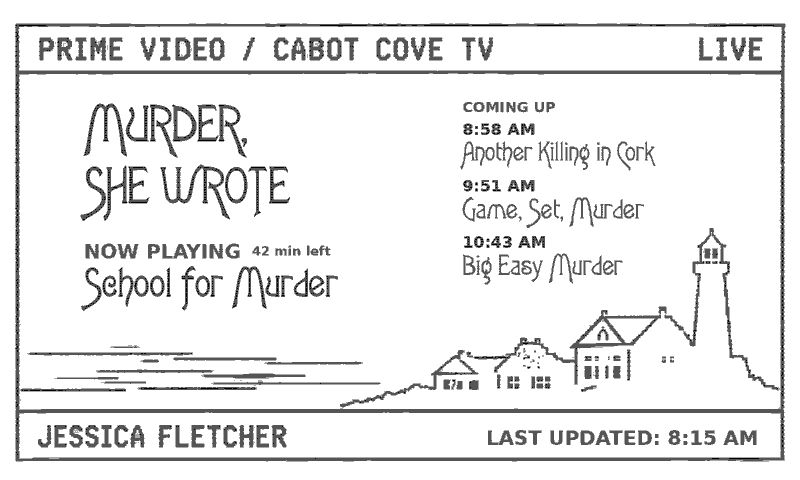 PRIME VIDEO / CABOT COVE TV
LIVE
MURDER,
SHE WROTE
NOW PLAYING 42 min left
School for Murder
COMING UP
8:58 AM
Another Killing in Cork
9:51 AM
Game, Set, Murder
10:43 AM
Big Easy Murder
JESSICA FLETCHER
LAST UPDATED: 8:15 AM